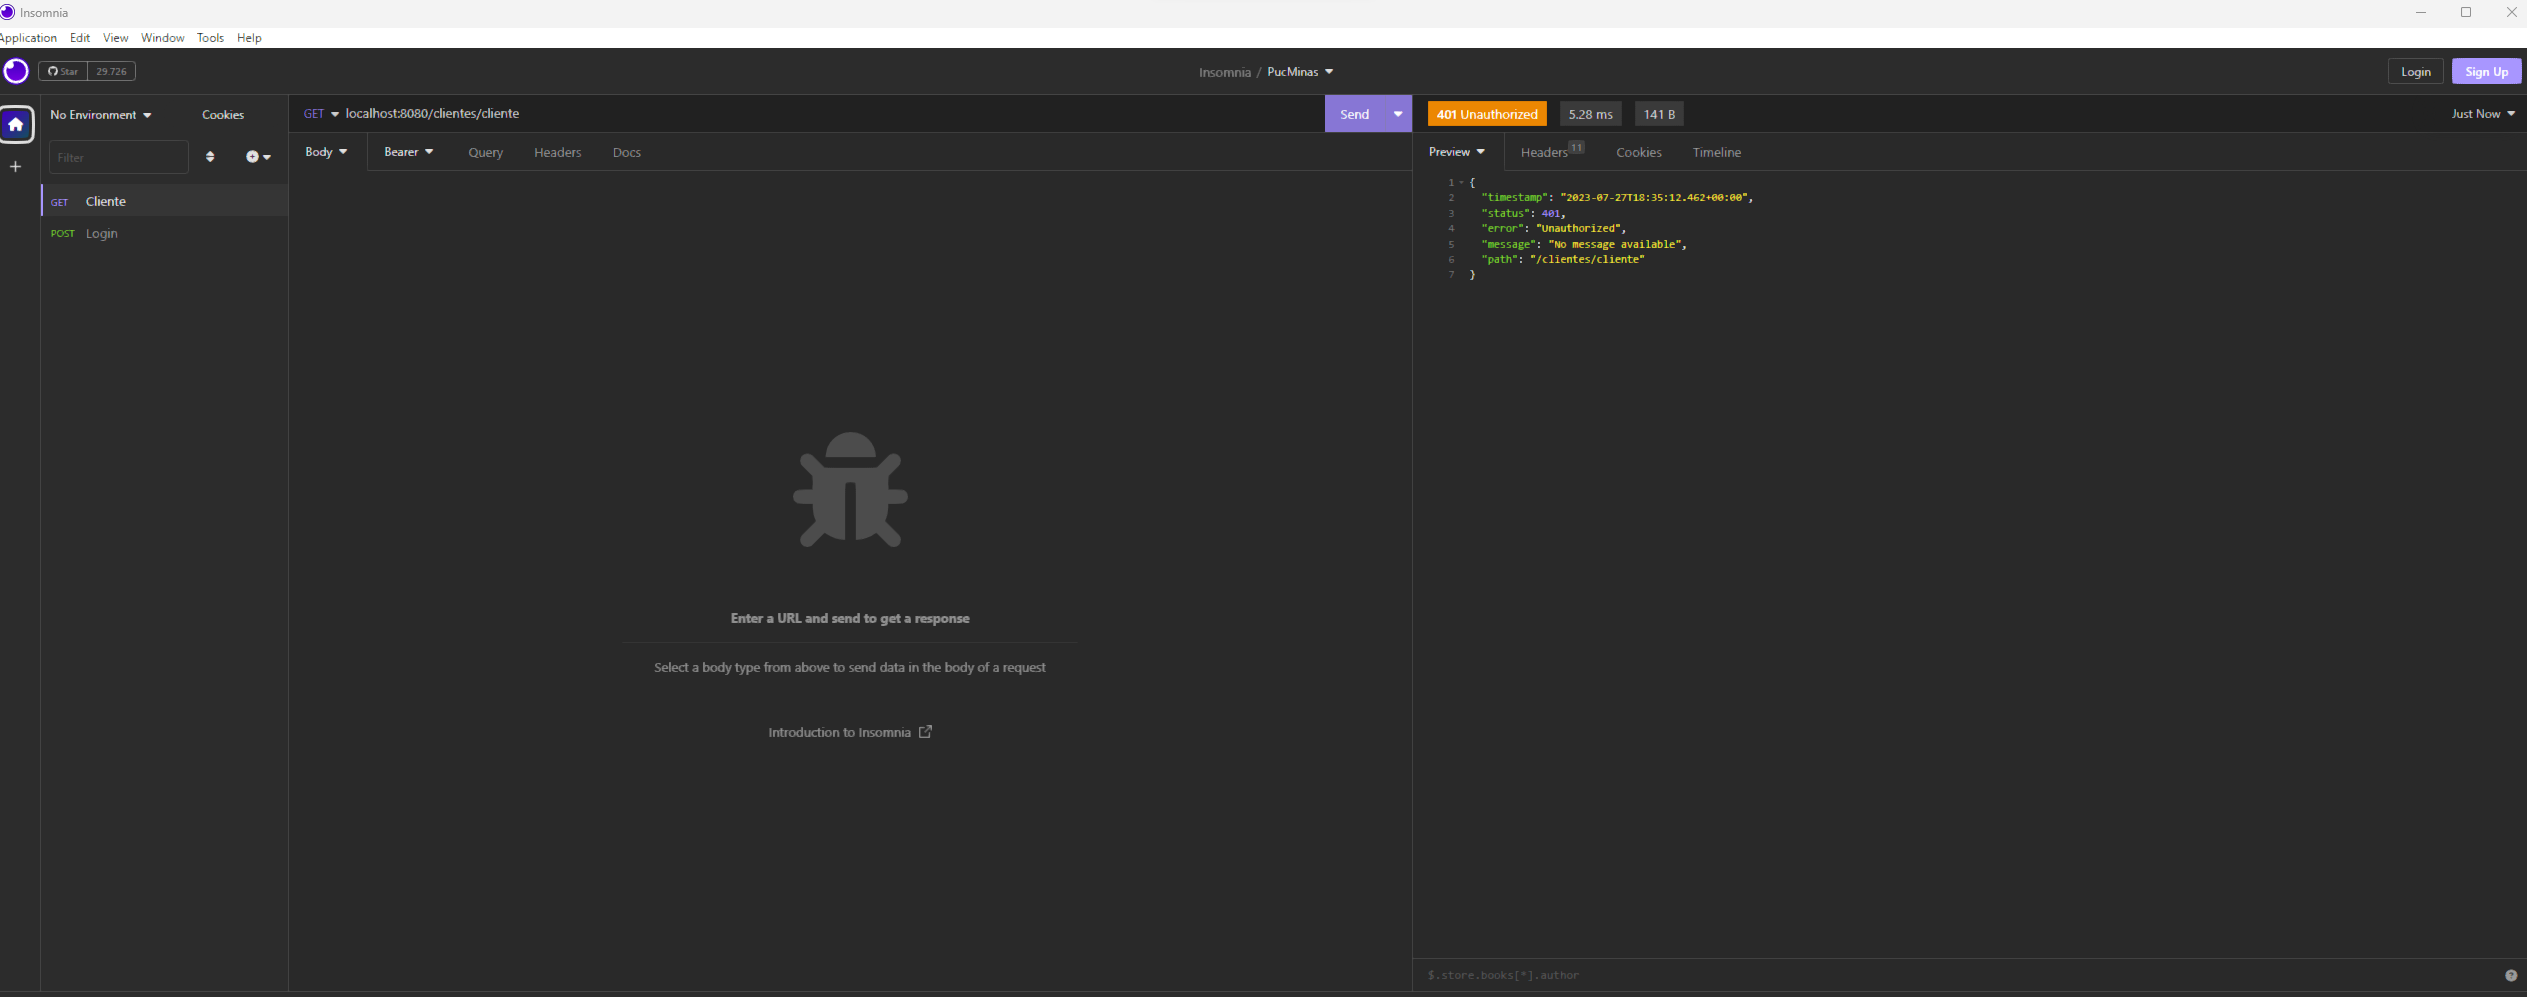 Insomnia
Application Edit View Window Tools Help
Star 29.726
Insomnia / PucMinas
Login Sign Up
No Environment Cookies
GET localhost:8080/clientes/cliente
Send
401 Unauthorized 5.28 ms 141 B
Just Now
Filter
Body Bearer Query Headers Docs
Preview Headers 11 Cookies Timeline
GET Cliente
POST Login
1 {
2 "timestamp": "2023-07-27T18:35:12.462+00:00",
3 "status": 401,
4 "error": "Unauthorized",
5 "message": "No message available",
6 "path": "/clientes/cliente"
7 }
Enter a URL and send to get a response
Select a body type from above to send data in the body of a request
Introduction to Insomnia
$.store.books[*].author
?